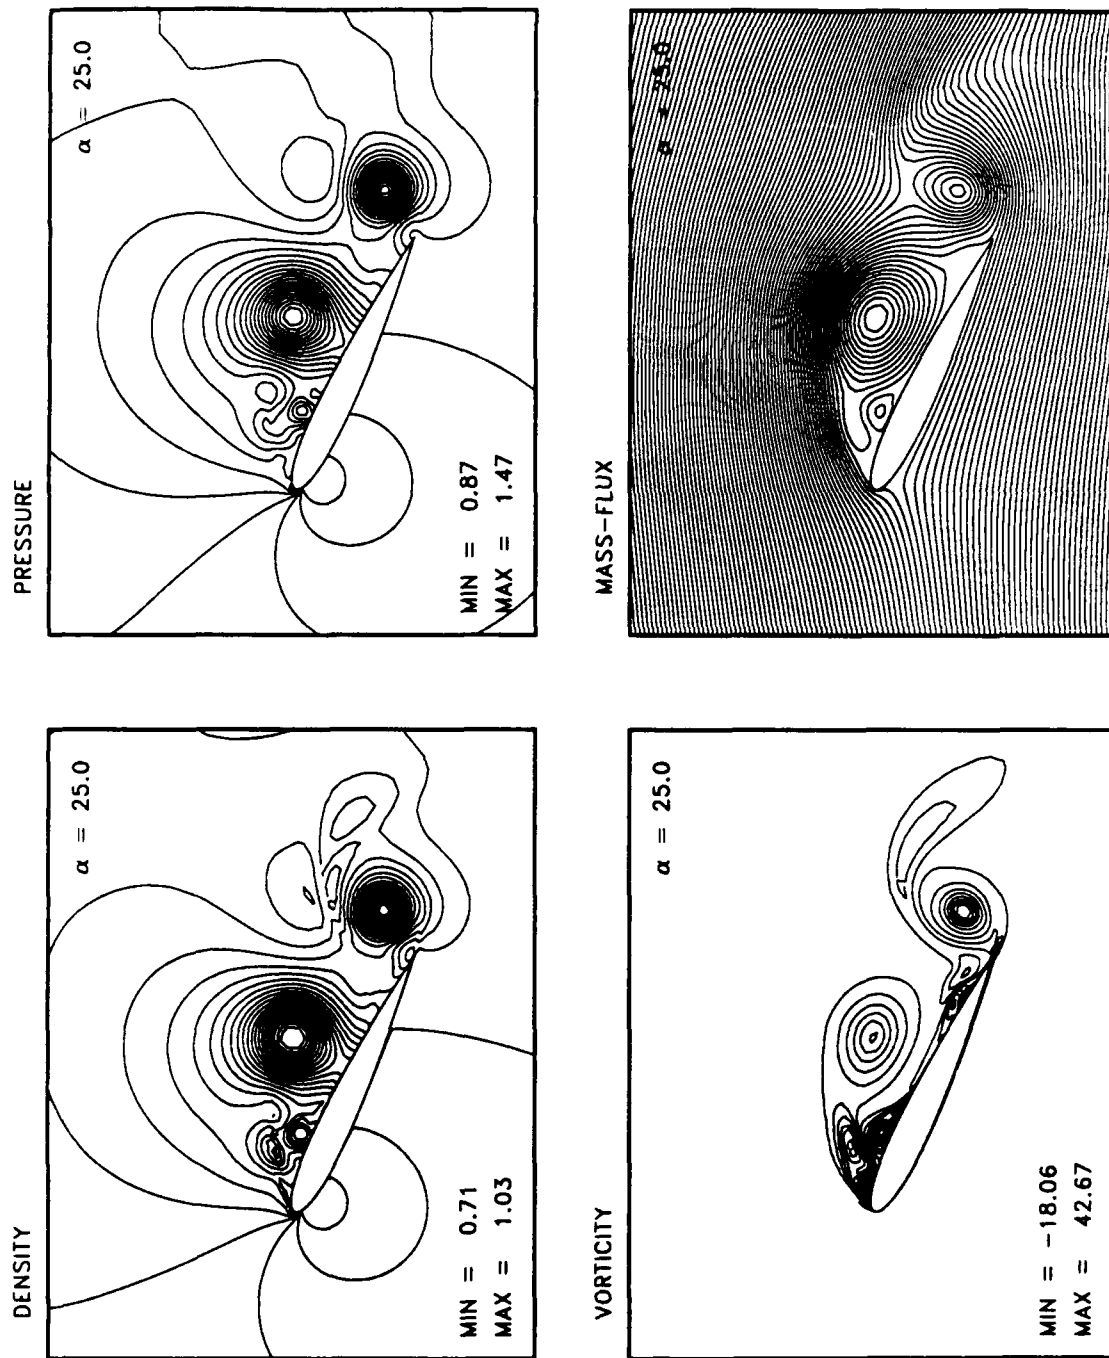 PRESSURE
α = 25.0
MIN = 0.87
MAX = 1.47
MASS-FLUX
α = 25.0
DENSITY
α = 25.0
MIN = 0.71
MAX = 1.03
VORTICITY
α = 25.0
MIN = -18.06
MAX = 42.67